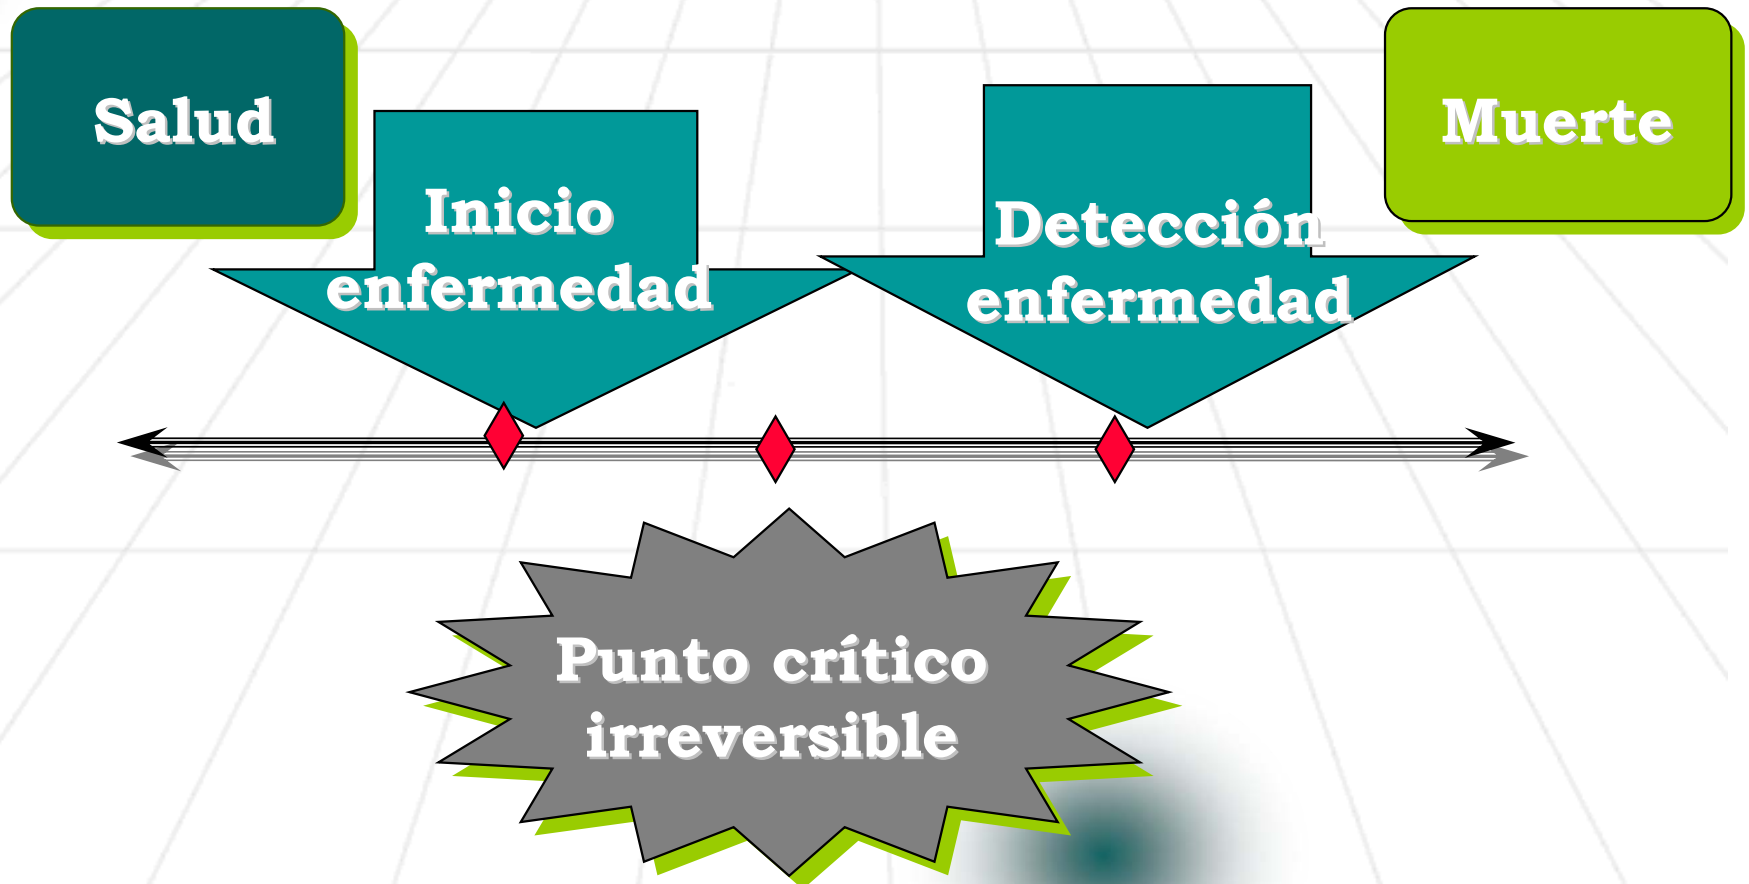 Salud
Muerte
Inicio
enfermedad
Detección
enfermedad
Punto crítico
irreversible